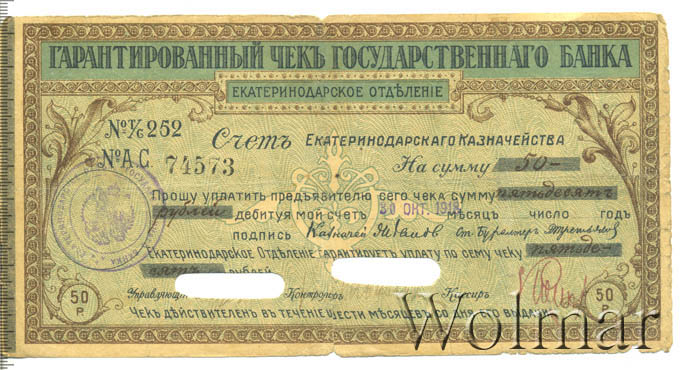 ГАРАНТИРОВАННЫЙ ЧЕКЪ ГОСУДАРСТВЕННАГО БАНКА
ЕКАТЕРИНОДАРСКОЕ ОТДѢЛЕНІЕ
№ Т/б 252
Счетъ ЕКАТЕРИНОДАРСКАГО КАЗНАЧЕЙСТВА
№ А.С. 74573
На сумму 50-
Прошу уплатить предъявителю сего чека сумму пятьдесятъ
рублей дебитуя мой счетъ 30 ОКТ. 1918 мѣсяцъ число годъ
подпись Казначей
Екатеринодарское Отдѣленіе гарантируетъ уплату по сему чеку пятьде-
сятъ рублей
Управляющій Контролеръ Кассиръ
50 Р.
50
ЧЕКЪ ДѢЙСТВИТЕЛЕНЪ ВЪ ТЕЧЕНІЕ ШЕСТИ МѢСЯЦЕВЪ СО ДНЯ ЕГО ВЫДАЧИ
Wolmar